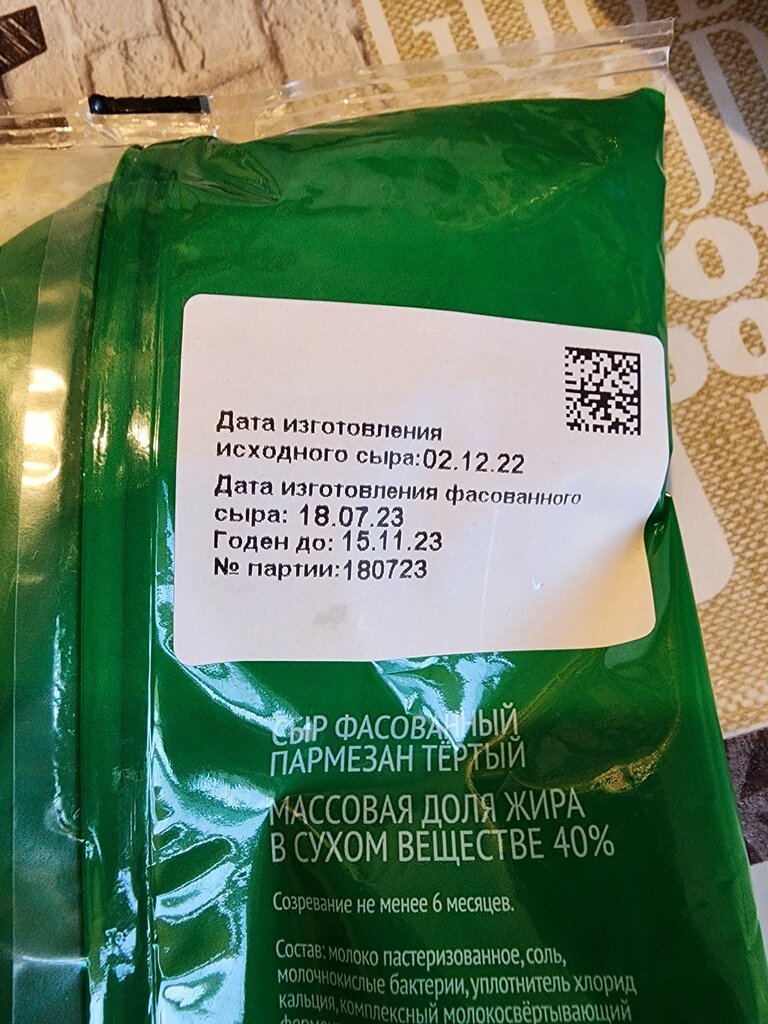 Дата изготовления
исходного сыра:02.12.22
Дата изготовления фасованного
сыра: 18.07.23
Годен до: 15.11.23
№ партии:180723
СЫР ФАСОВАННЫЙ
ПАРМЕЗАН ТЁРТЫЙ
МАССОВАЯ ДОЛЯ ЖИРА
В СУХОМ ВЕЩЕСТВЕ 40%
Созревание не менее 6 месяцев.
Состав: молоко пастеризованное, соль,
молочнокислые бактерии, уплотнитель хлорид
кальция, комплексный молокосвёртывающий